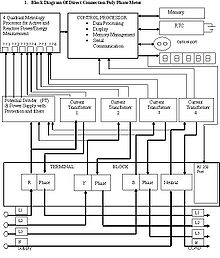 1. Block Diagram Of Direct Connection Poly Phase Meter
4 Quadrant Metrology
Processor for Active and
Reactive Power/Energy
Measurement
CONTROL PROCESSOR
• Data Processing
• Display
• Memory Management
• Serial
Communication
Memory
RTC
Optical port
Potential Divider (PT)
& Power Supply with
Protection and filters
Current
Transformer
1
Current
Transformer
2
Current
Transformer
3
Current
Transformer
4
TERMINAL BLOCK
R Phase
Y Phase
B Phase
Neutral
L1
L2
L3
N
L1
L2
L3
N